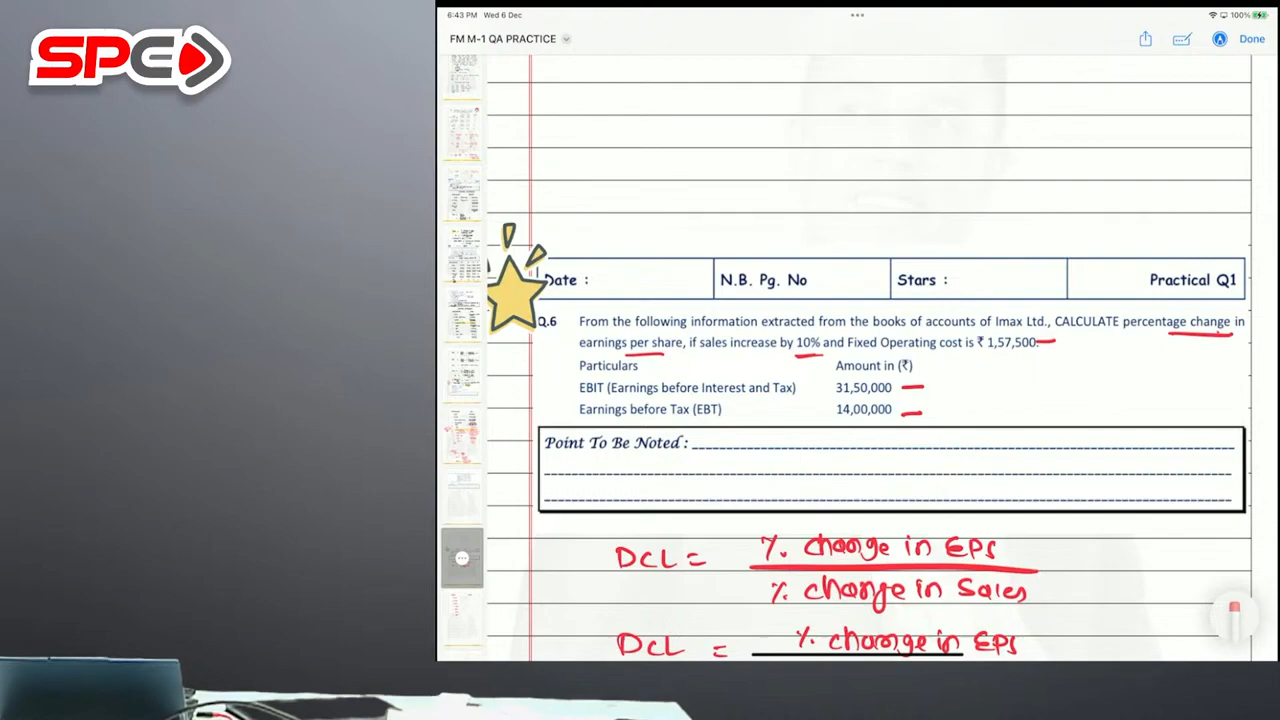 SPC
6:43 PM Wed 6 Dec
100%
FM M-1 QA PRACTICE
Done
Date :
N.B. Pg. No
Stars :
Practical Q1
Q.6 From the following information extracted from the books of accounts of Imax Ltd., CALCULATE percentage change in
earnings per share, if sales increase by 10% and Fixed Operating cost is ₹ 1,57,500.
Particulars Amount in (₹)
EBIT (Earnings before Interest and Tax) 31,50,000
Earnings before Tax (EBT) 14,00,000
Point To Be Noted :
DCL = % change in EPS
% change in Sales
DCL = % change in EPS